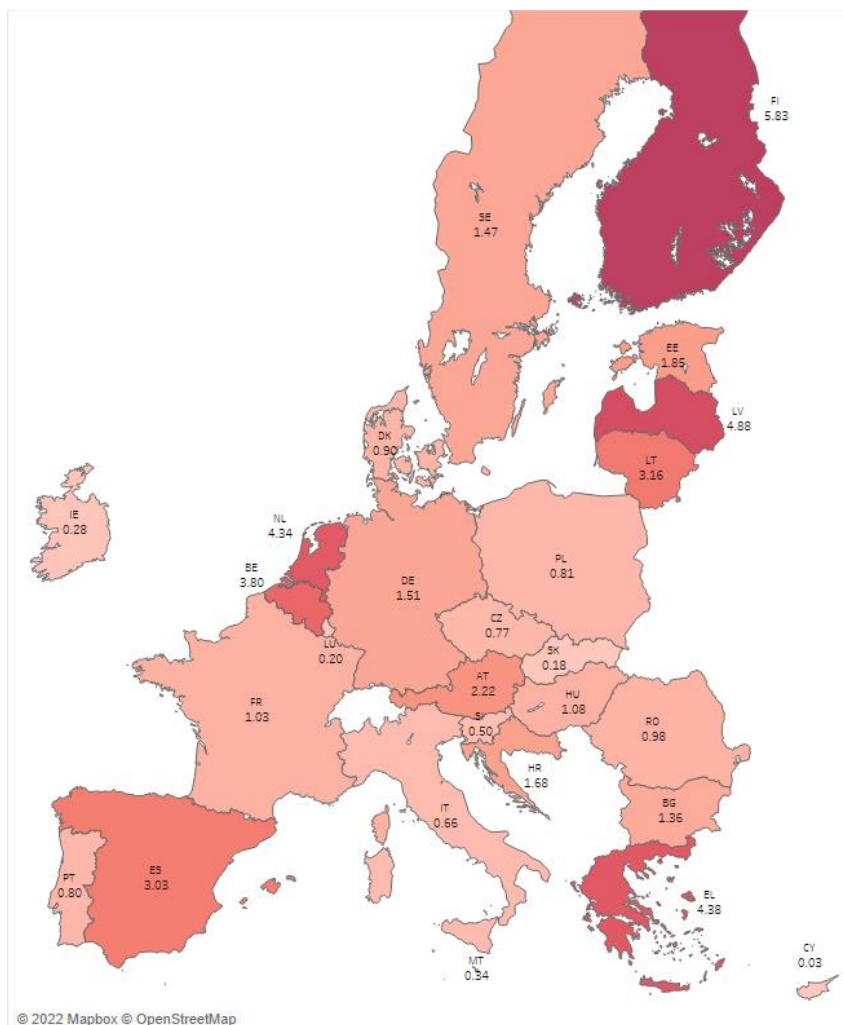 FI
5.83
SE
1.47
EE
1.85
LV
4.88
LT
3.16
DK
0.90
IE
0.28
NL
4.34
BE
3.80
DE
1.51
PL
0.81
CZ
0.77
LU
0.20
SK
0.18
AT
2.22
FR
1.03
HU
1.08
SI
0.50
RO
0.98
HR
1.68
BG
1.36
IT
0.66
ES
3.03
PT
0.80
EL
4.38
MT
0.34
CY
0.03
© 2022 Mapbox © OpenStreetMap